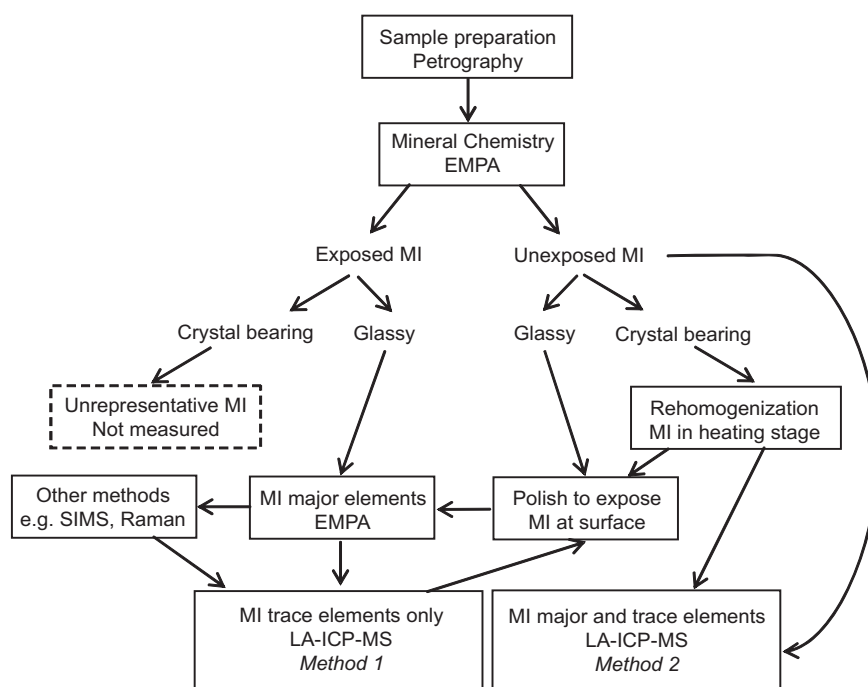 Sample preparation
Petrography
Mineral Chemistry
EMPA
Exposed MI
Unexposed MI
Crystal bearing
Glassy
Glassy
Crystal bearing
Unrepresentative MI
Not measured
Rehomogenization
MI in heating stage
Other methods
e.g. SIMS, Raman
MI major elements
EMPA
Polish to expose
MI at surface
MI trace elements only
LA-ICP-MS
Method 1
MI major and trace elements
LA-ICP-MS
Method 2